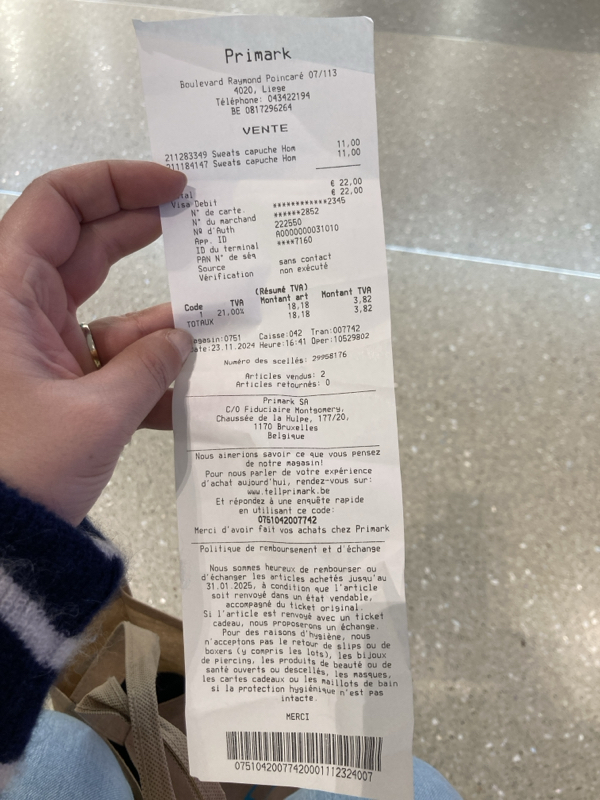 Primark
Boulevard Raymond Poincaré 07/113
4020, Liege
Téléphone: 043422194
BE 0817296264
VENTE
211283349 Sweats capuche Hom 11,00
211184147 Sweats capuche Hom 11,00
€ 22,00
Visa Debit € 22,00
N° de carte ************2345
N° du marchand ******2852
Nº d'Auth 222550
App. ID A0000000031010
ID du terminal ****7160
PAN N° de séq
Source sans contact
Vérification non exécuté
(Résumé TVA)
Code TVA Montant art Montant TVA
1 21,00% 18,18 3,82
TOTAUX 18,18 3,82
Caisse:042 Tran:007742
23.11.2024 Heure:16:41 Oper:10529802
Numéro des scellés: 29958176
Articles vendus: 2
Articles retournés: 0
Primark SA
C/O Fiduciaire Montgomery,
Chaussée de la Hulpe, 177/20,
1170 Bruxelles
Belgique
Nous aimerions savoir ce que vous pensez
de notre magasin!
Pour nous parler de votre expérience
d'achat aujourd'hui, rendez-vous sur:
www.tellprimark.be
Et répondez à une enquête rapide
en utilisant ce code:
0751042007742
Merci d'avoir fait vos achats chez Primark
Politique de remboursement et d'échange
Nous sommes heureux de rembourser ou
d'échanger les articles achetés jusqu'au
31.01.2025, à condition que l'article
soit renvoyé dans un état vendable,
accompagné du ticket original.
Si l'article est renvoyé avec un ticket
cadeau, nous proposerons un échange.
Pour des raisons d'hygiène, nous
n'acceptons pas le retour de slips ou de
boxers (y compris les lots), les bijoux
de piercing, les produits de beauté ou de
santé ouverts ou descellés, les masques,
les cartes cadeaux ou les maillots de bain
si la protection hygiénique n'est pas
intacte.
MERCI
07510420077420001112324007